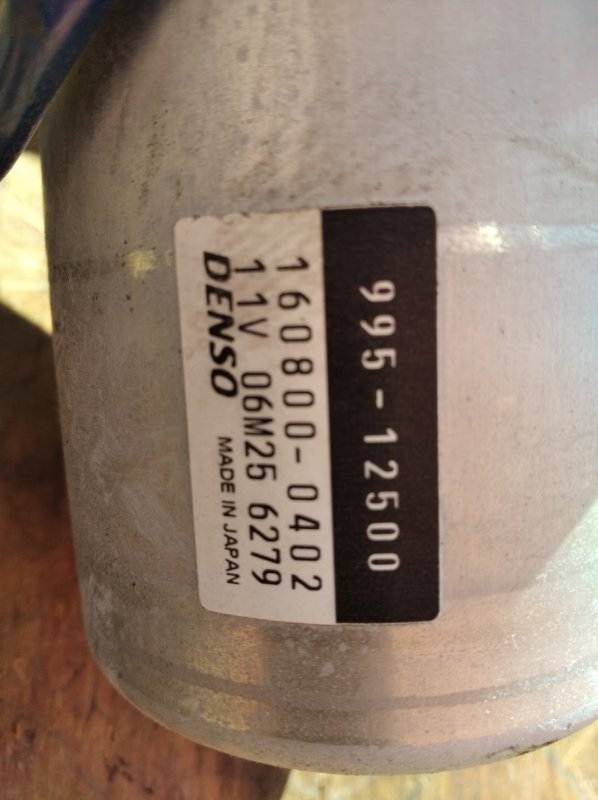 995-12500
160800-0402
11V 06M25 6279
DENSO MADE IN JAPAN